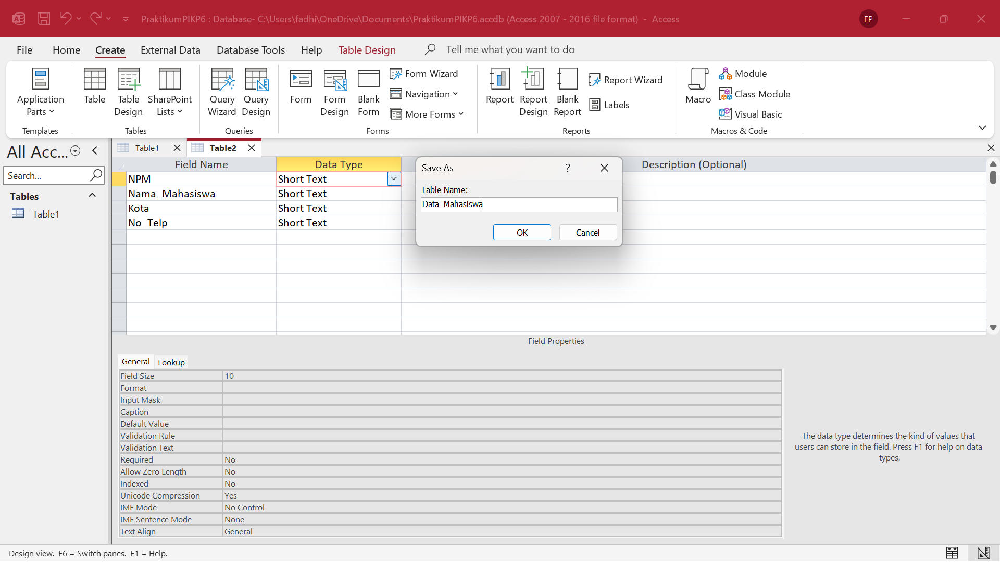 PraktikumPIKP6 : Database- C:\Users\fadhi\OneDrive\Documents\PraktikumPIKP6.accdb (Access 2007 - 2016 file format) - Access
FP
File Home Create External Data Database Tools Help Table Design Tell me what you want to do
Application Parts
Templates
Table
Table Design
SharePoint Lists
Tables
Query Wizard
Query Design
Queries
Form
Form Design
Blank Form
Form Wizard
Navigation
More Forms
Forms
Report
Report Design
Blank Report
Report Wizard
Labels
Reports
Macro
Module
Class Module
Visual Basic
Macros & Code
All Acc...
Search...
Tables
Table1
Table1 Table2
Field Name Data Type Description (Optional)
NPM Short Text
Nama_Mahasiswa Short Text
Kota Short Text
No_Telp Short Text
Save As ?
Table Name:
Data_Mahasiswa
OK Cancel
Field Properties
General Lookup
Field Size 10
Format
Input Mask
Caption
Default Value
Validation Rule
Validation Text
Required No
Allow Zero Length No
Indexed No
Unicode Compression Yes
IME Mode No Control
IME Sentence Mode None
Text Align General
The data type determines the kind of values that
users can store in the field. Press F1 for help on data
types.
Design view. F6 = Switch panes. F1 = Help.